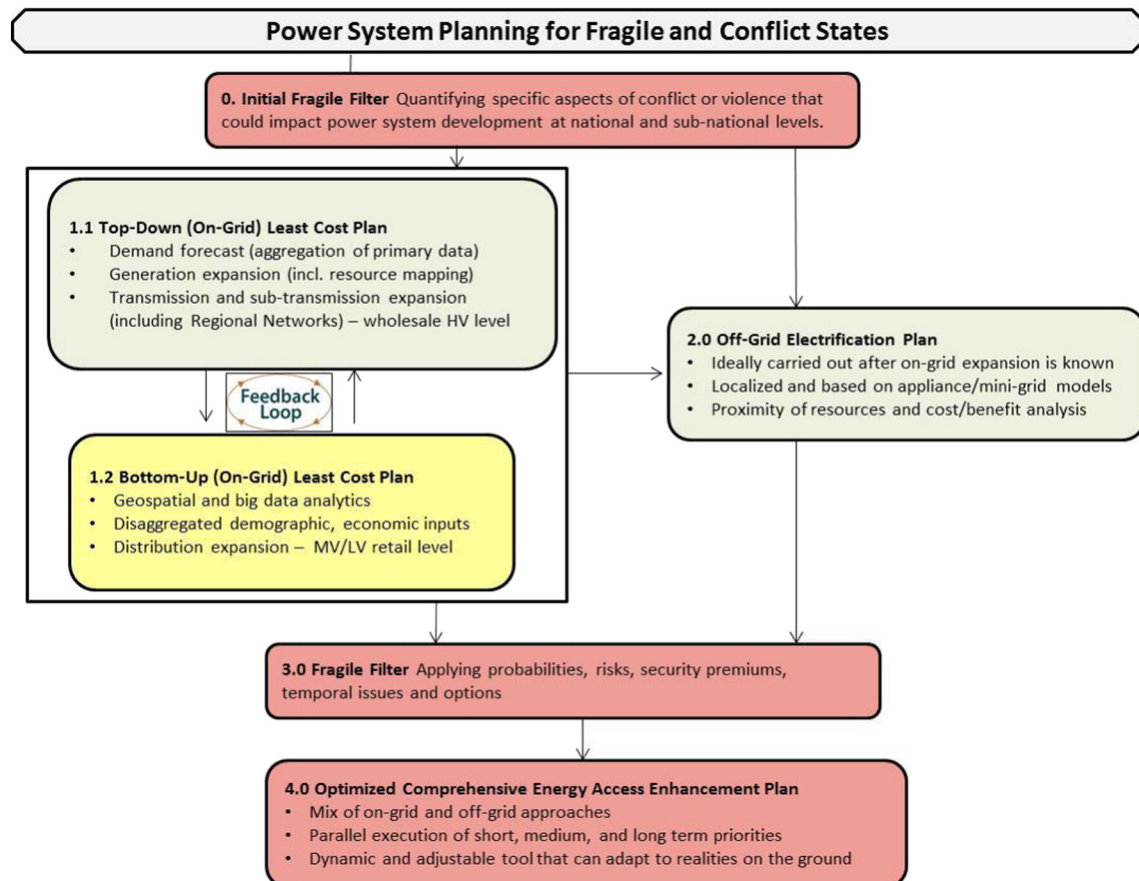 Power System Planning for Fragile and Conflict States
0. Initial Fragile Filter Quantifying specific aspects of conflict or violence that
could impact power system development at national and sub-national levels.
1.1 Top-Down (On-Grid) Least Cost Plan
• Demand forecast (aggregation of primary data)
• Generation expansion (incl. resource mapping)
• Transmission and sub-transmission expansion
(including Regional Networks) – wholesale HV level
Feedback
Loop
1.2 Bottom-Up (On-Grid) Least Cost Plan
• Geospatial and big data analytics
• Disaggregated demographic, economic inputs
• Distribution expansion – MV/LV retail level
2.0 Off-Grid Electrification Plan
• Ideally carried out after on-grid expansion is known
• Localized and based on appliance/mini-grid models
• Proximity of resources and cost/benefit analysis
3.0 Fragile Filter Applying probabilities, risks, security premiums,
temporal issues and options
4.0 Optimized Comprehensive Energy Access Enhancement Plan
• Mix of on-grid and off-grid approaches
• Parallel execution of short, medium, and long term priorities
• Dynamic and adjustable tool that can adapt to realities on the ground